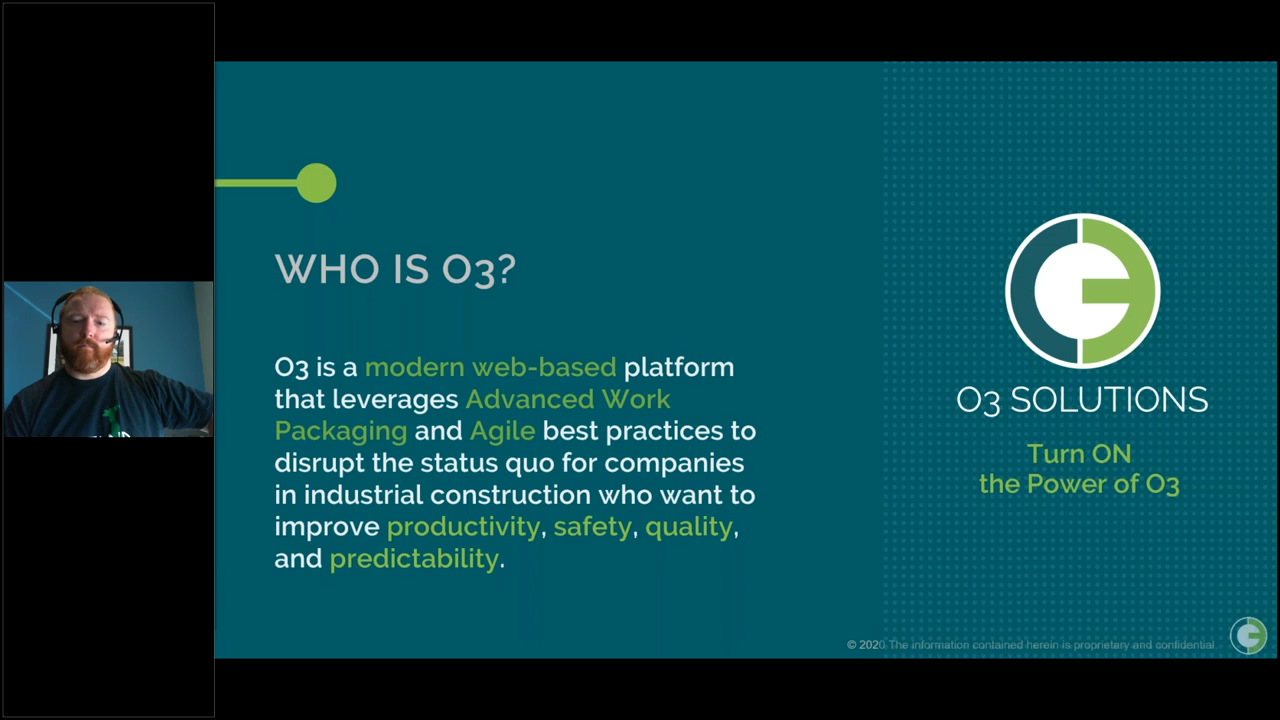 WHO IS O3?
O3 is a modern web-based platform
that leverages Advanced Work
Packaging and Agile best practices to
disrupt the status quo for companies
in industrial construction who want to
improve productivity, safety, quality,
and predictability.
O3 SOLUTIONS
Turn ON
the Power of O3
© 2020 The information contained herein is proprietary and confidential.